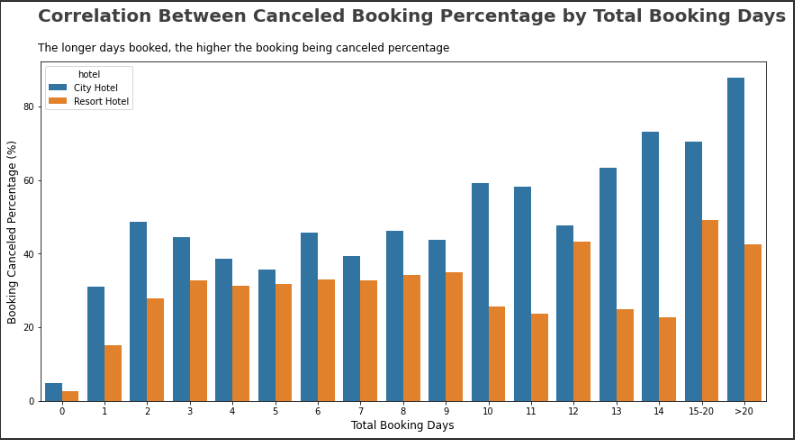 Correlation Between Canceled Booking Percentage by Total Booking Days
The longer days booked, the higher the booking being canceled percentage
hotel
City Hotel
Resort Hotel
Booking Canceled Percentage (%)
80
60
40
20
0
0 1 2 3 4 5 6 7 8 9 10 11 12 13 14 15-20 >20
Total Booking Days